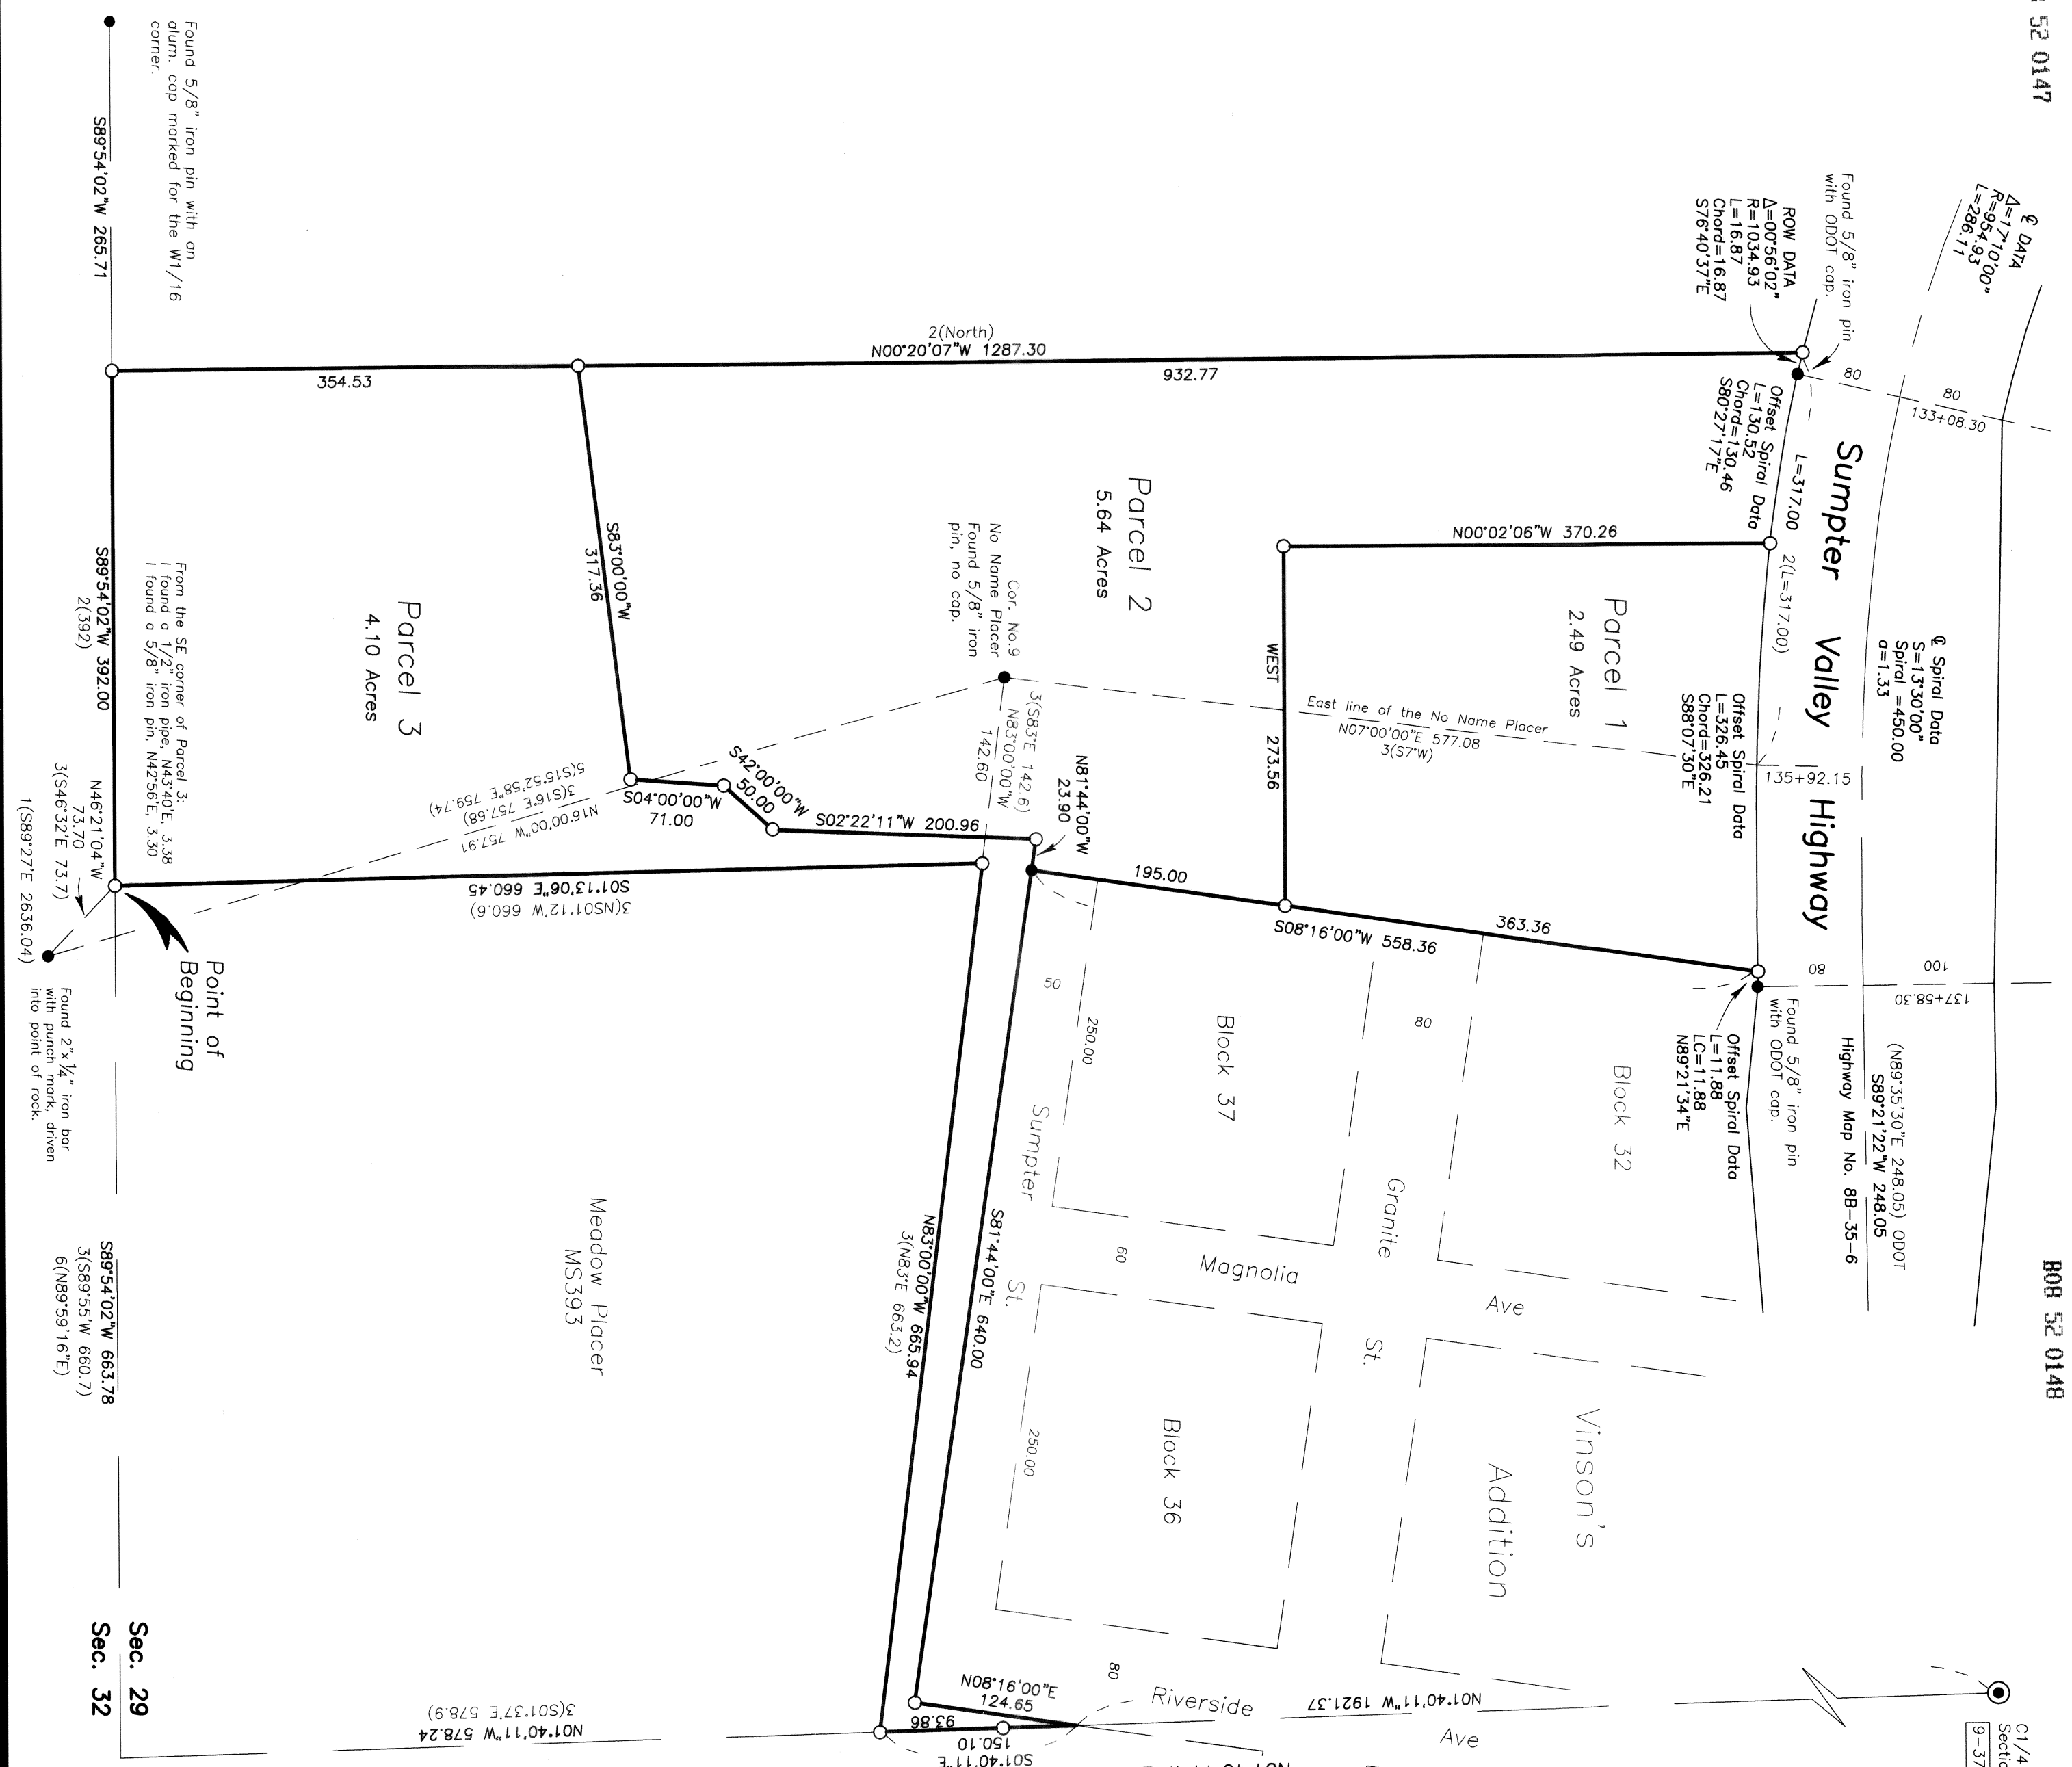 52 0147
B08 52 0148
℄ DATA
Δ=17°10'00"
R=954.93
L=286.11
Found 5/8" iron pin
with ODOT cap.
ROW DATA
Δ=00°56'02"
R=1034.93
L=16.87
Chord=16.87
S76°40'37"E
80
80
133+08.30
Sumpter Valley Highway
℄ Spiral Data
S=13°30'00"
Spiral =450.00
a=1.33
Offset Spiral Data
L=130.52
Chord=130.46
S80°27'17"E
L=317.00
2(L=317.00)
Offset Spiral Data
L=326.45
Chord=326.21
S88°07'30"E
135+92.15
80
100
137+58.30
(N89°35'30"E 248.05) ODOT
S89°21'22"W 248.05
Highway Map No. 8B-35-6
Found 5/8" iron pin
with ODOT cap.
Offset Spiral Data
L=11.88
LC=11.88
N89°21'34"E
2(North)
N00°20'07"W 1287.30
932.77
354.53
N00°02'06"W 370.26
Parcel 1
2.49 Acres
WEST 273.56
East line of the No Name Placer
N07°00'00"E 577.08
3(S7°W)
363.36
S08°16'00"W 558.36
195.00
Parcel 2
5.64 Acres
Cor. No.9
No Name Placer
Found 5/8" iron
pin, no cap.
3(S83°E 142.6)
N83°00'00"W
142.60
N81°44'00"W
23.90
S83°00'00"W
317.36
S04°00'00"W
71.00
S42°00'00"W
50.00
S02°22'11"W 200.96
Parcel 3
4.10 Acres
N16°00'00"W 757.91
3(S16°E 757.68)
5(S15°52'58"E 759.74)
S01°13'06"E 660.45
3(NS01°12'W 660.6)
Found 5/8" iron pin with an
alum. cap marked for the W1/16
corner.
S89°54'02"W 265.71
S89°54'02"W 392.00
2(392)
From the SE corner of Parcel 3:
I found a 1/2" iron pipe, N43°40'E, 3.38
I found a 5/8" iron pin, N42°56'E, 3.30
N46°21'04"W
73.70
3(S46°32'E 73.7)
1(S89°27'E 2636.04)
Point of
Beginning
Found 2"x1/4" iron bar
with punch mark, driven
into point of rock.
Meadow Placer
MS393
S89°54'02"W 663.78
3(S89°55'W 660.7)
6(N89°59'16"E)
Sec. 29
Sec. 32
N83°00'00"W 665.94
3(N83°E 663.2)
S81°44'00"E 640.00
Sumpter St.
50
250.00
Block 37
80
Block 32
Granite St.
60
Magnolia Ave
250.00
Block 36
Vinson's
Addition
80
Riverside Ave
N01°40'11"W 1921.37
N08°16'00"E
124.65
93.86
150.10
S01°40'11"E
N01°40'11"W 578.24
3(S01°37'E 578.9)
C1/4
9-37